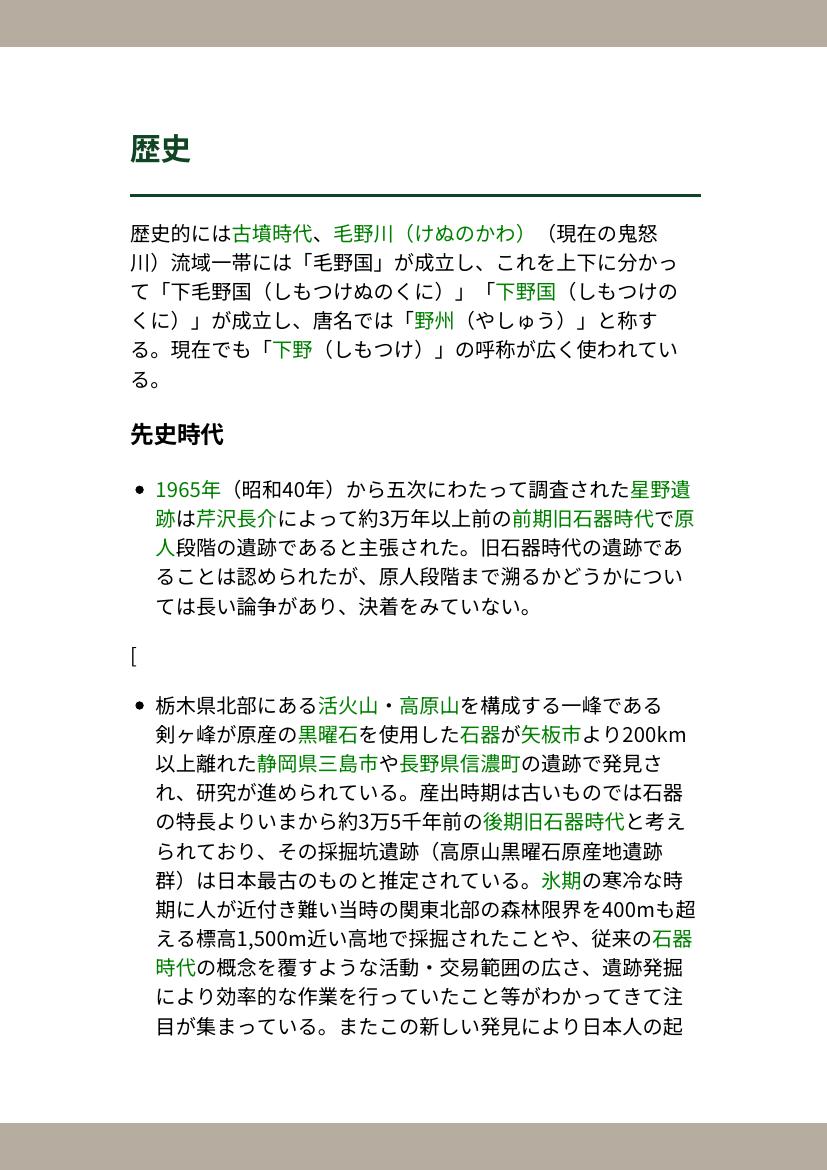 歴史
歴史的には古墳時代、毛野川（けぬのかわ）（現在の鬼怒
川）流域一帯には「毛野国」が成立し、これを上下に分かっ
て「下毛野国（しもつけぬのくに）」「下野国（しもつけの
くに）」が成立し、唐名では「野州（やしゅう）」と称す
る。現在でも「下野（しもつけ）」の呼称が広く使われてい
る。
先史時代
• 1965年（昭和40年）から五次にわたって調査された星野遺
跡は芹沢長介によって約3万年以上前の前期旧石器時代で原
人段階の遺跡であると主張された。旧石器時代の遺跡であ
ることは認められたが、原人段階まで溯るかどうかについ
ては長い論争があり、決着をみていない。
[
• 栃木県北部にある活火山・高原山を構成する一峰である
剣ヶ峰が原産の黒曜石を使用した石器が矢板市より200km
以上離れた静岡県三島市や長野県信濃町の遺跡で発見さ
れ、研究が進められている。産出時期は古いものでは石器
の特長よりいまから約3万5千年前の後期旧石器時代と考え
られており、その採掘坑遺跡（高原山黒曜石原産地遺跡
群）は日本最古のものと推定されている。氷期の寒冷な時
期に人が近付き難い当時の関東北部の森林限界を400mも超
える標高1,500m近い高地で採掘されたことや、従来の石器
時代の概念を覆すような活動・交易範囲の広さ、遺跡発掘
により効率的な作業を行っていたこと等がわかってきて注
目が集まっている。またこの新しい発見により日本人の起